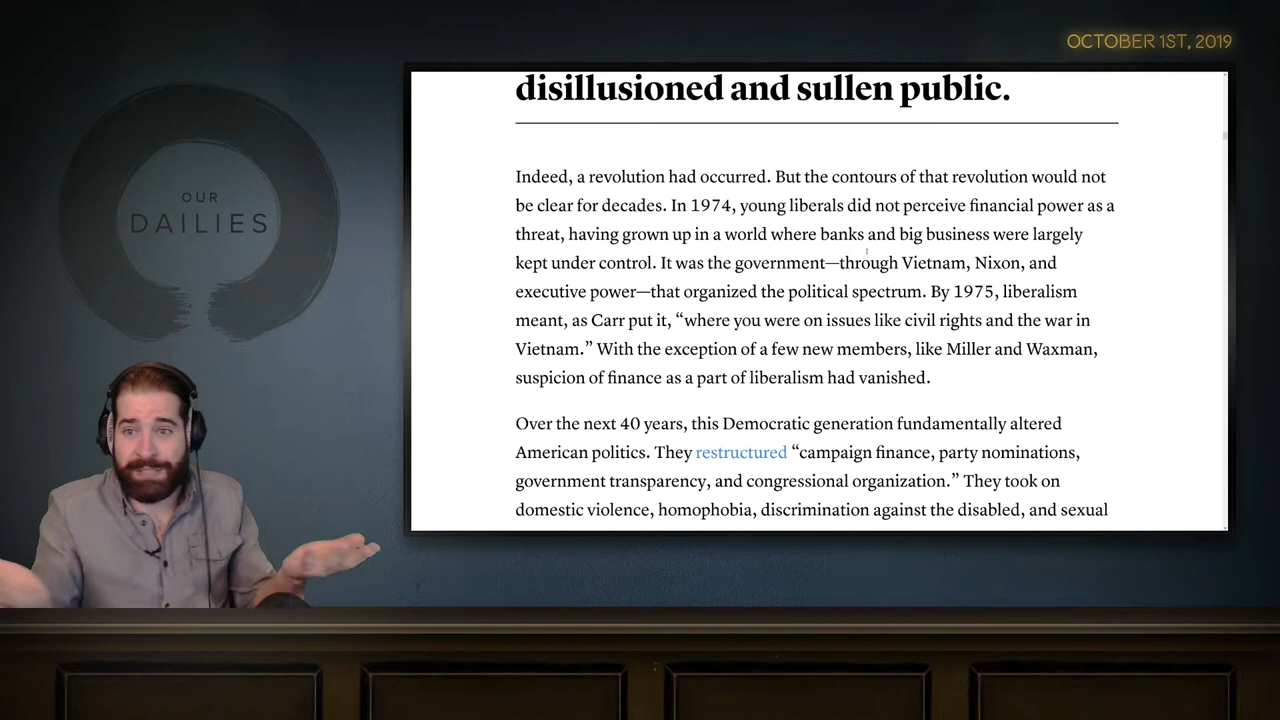 OCTOBER 1ST, 2019
OUR
DAILIES
disillusioned and sullen public.
Indeed, a revolution had occurred. But the contours of that revolution would not
be clear for decades. In 1974, young liberals did not perceive financial power as a
threat, having grown up in a world where banks and big business were largely
kept under control. It was the government—through Vietnam, Nixon, and
executive power—that organized the political spectrum. By 1975, liberalism
meant, as Carr put it, “where you were on issues like civil rights and the war in
Vietnam.” With the exception of a few new members, like Miller and Waxman,
suspicion of finance as a part of liberalism had vanished.
Over the next 40 years, this Democratic generation fundamentally altered
American politics. They restructured “campaign finance, party nominations,
government transparency, and congressional organization.” They took on
domestic violence, homophobia, discrimination against the disabled, and sexual